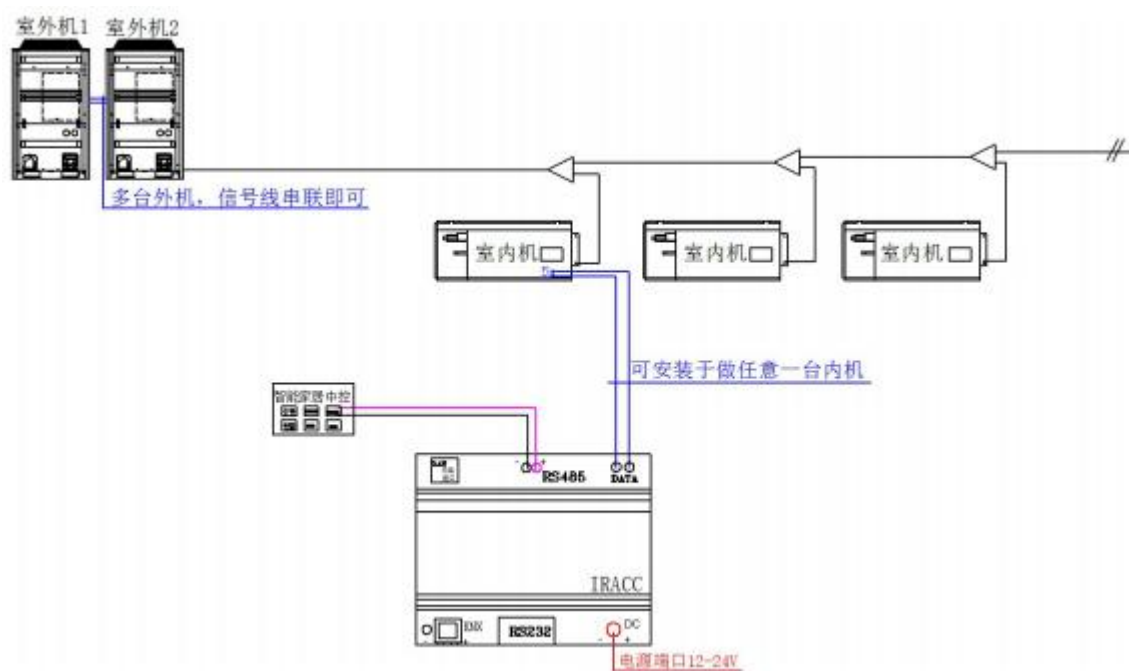 室外机1 室外机2
多台外机，信号线串联即可
室内机 室内机 室内机
可安装于做任意一台内机
智能家居中控
- +
RS485 DATA
IRACC
KNX RS232 DC
- + - +
电源端口12-24V